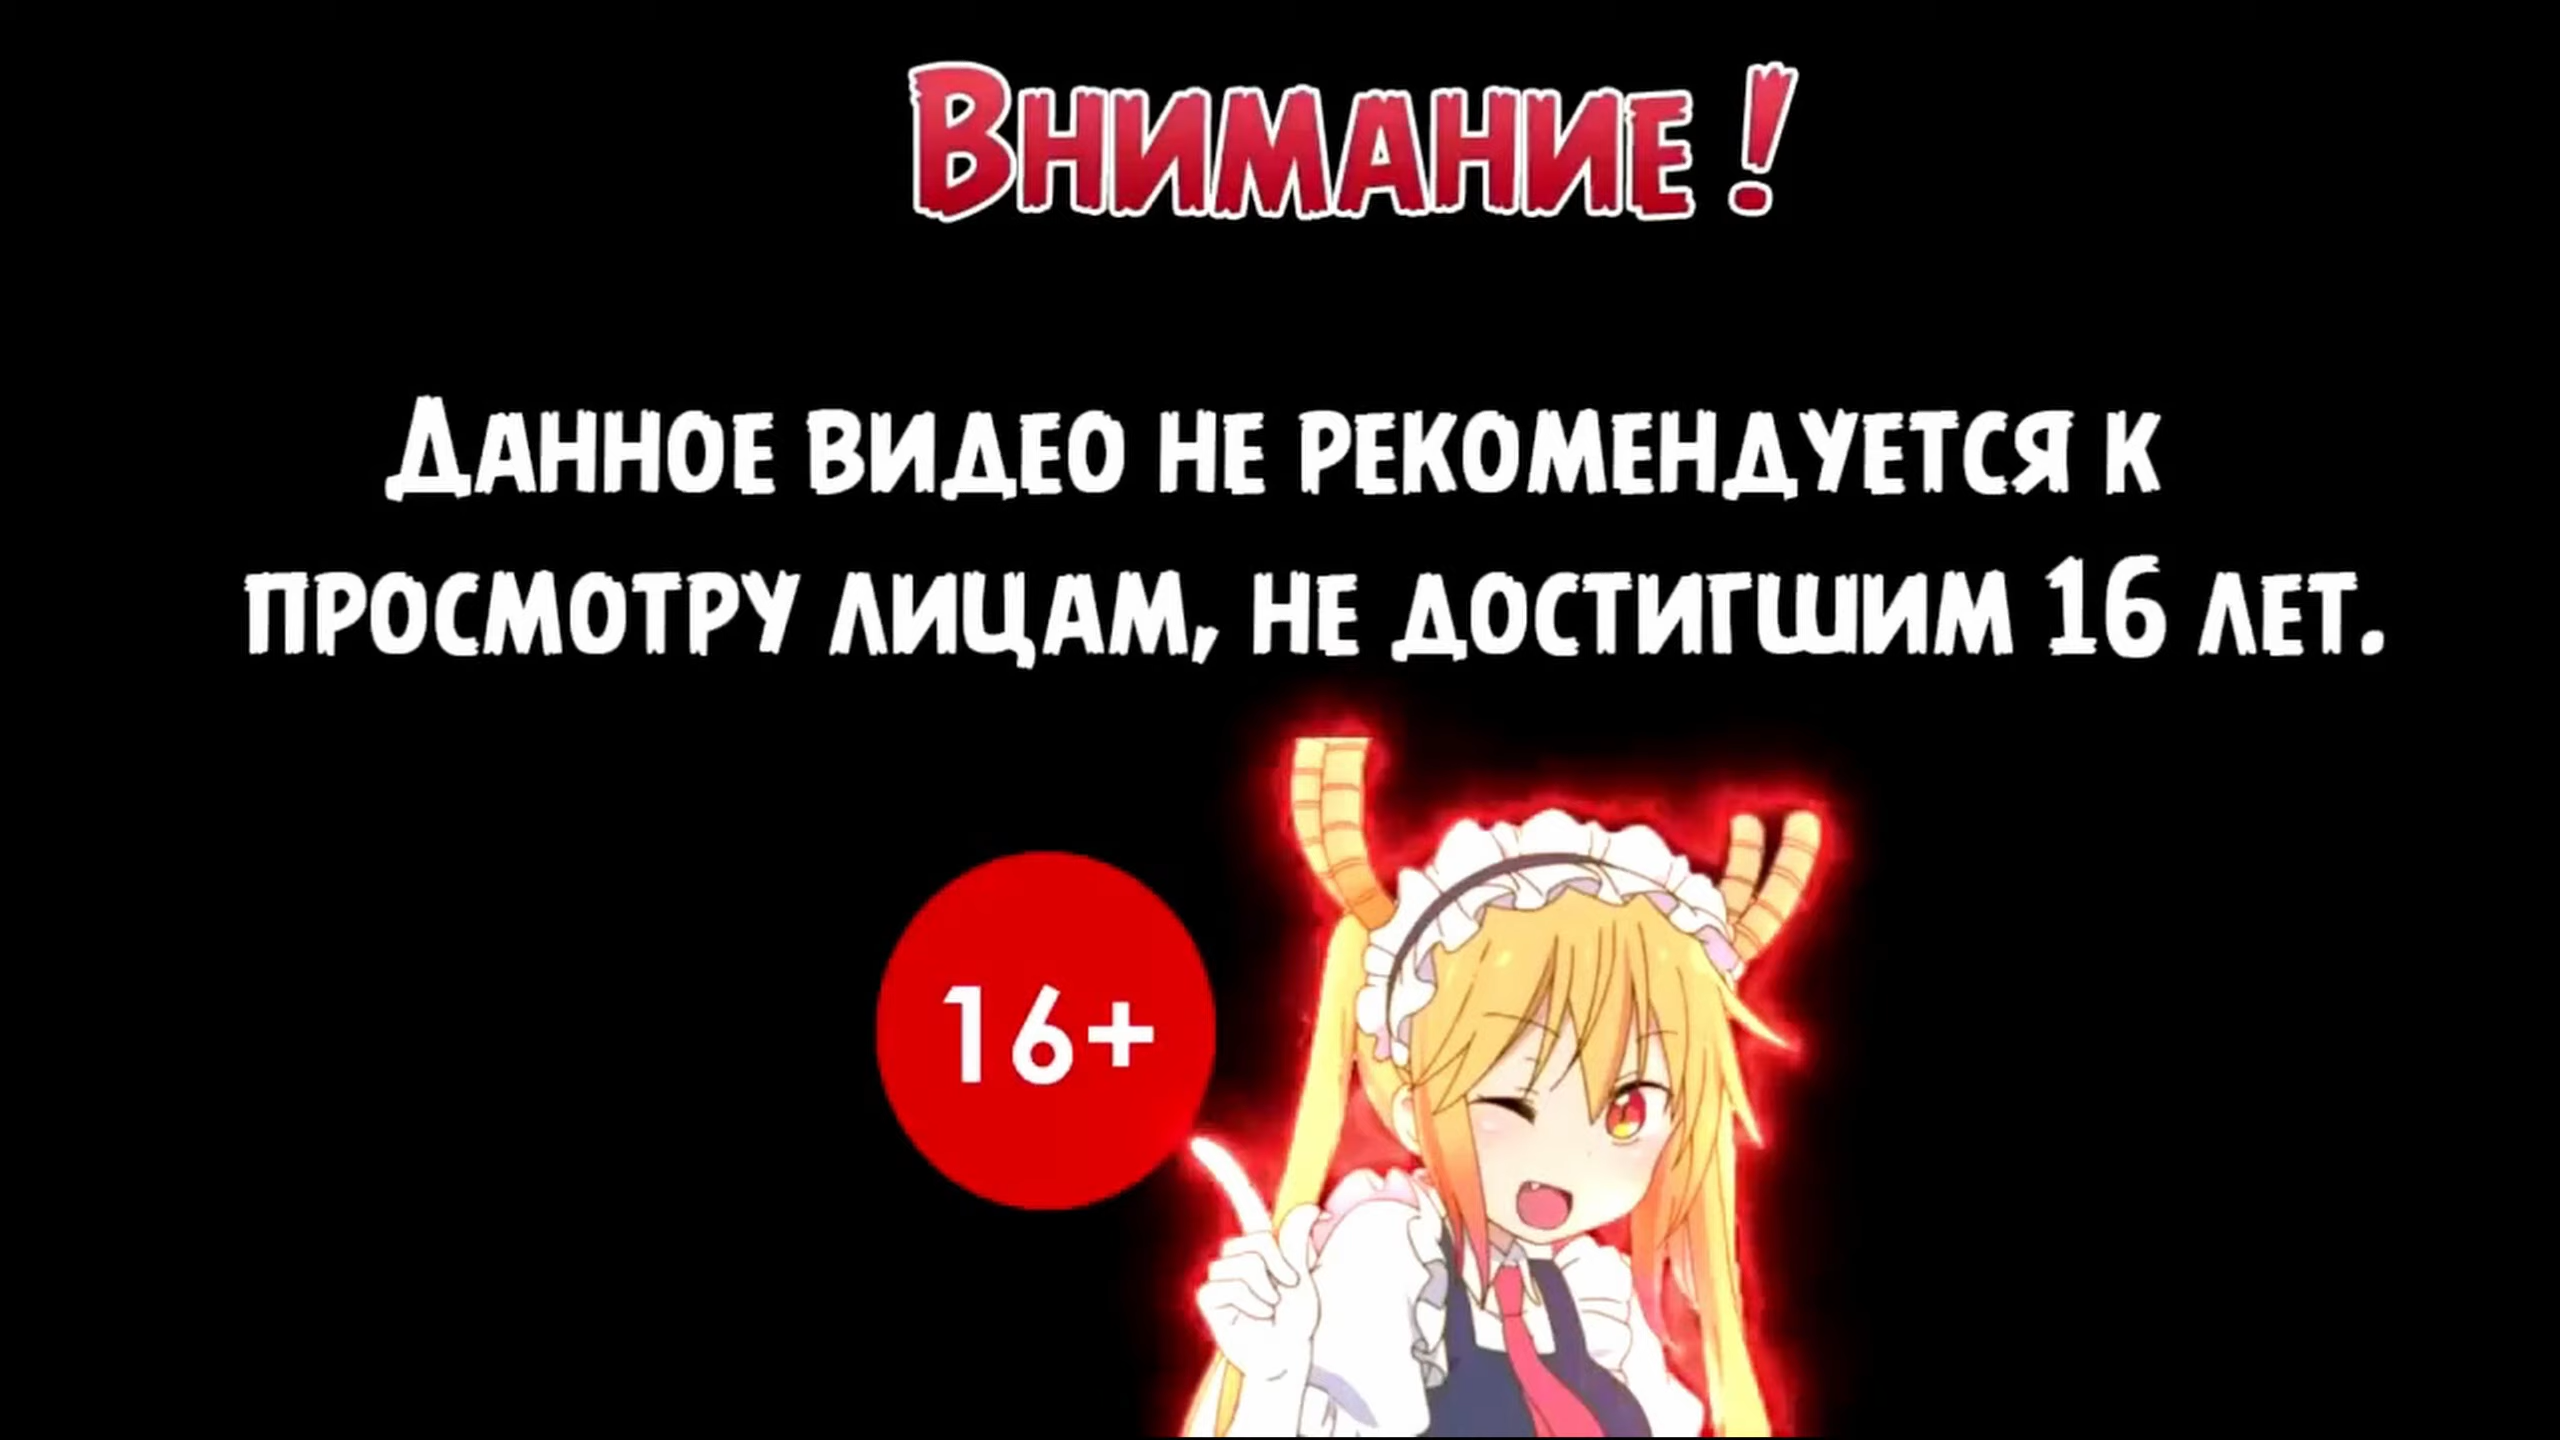 Внимание !
Данное видео не рекомендуется к
просмотру лицам, не достигшим 16 лет.
16+